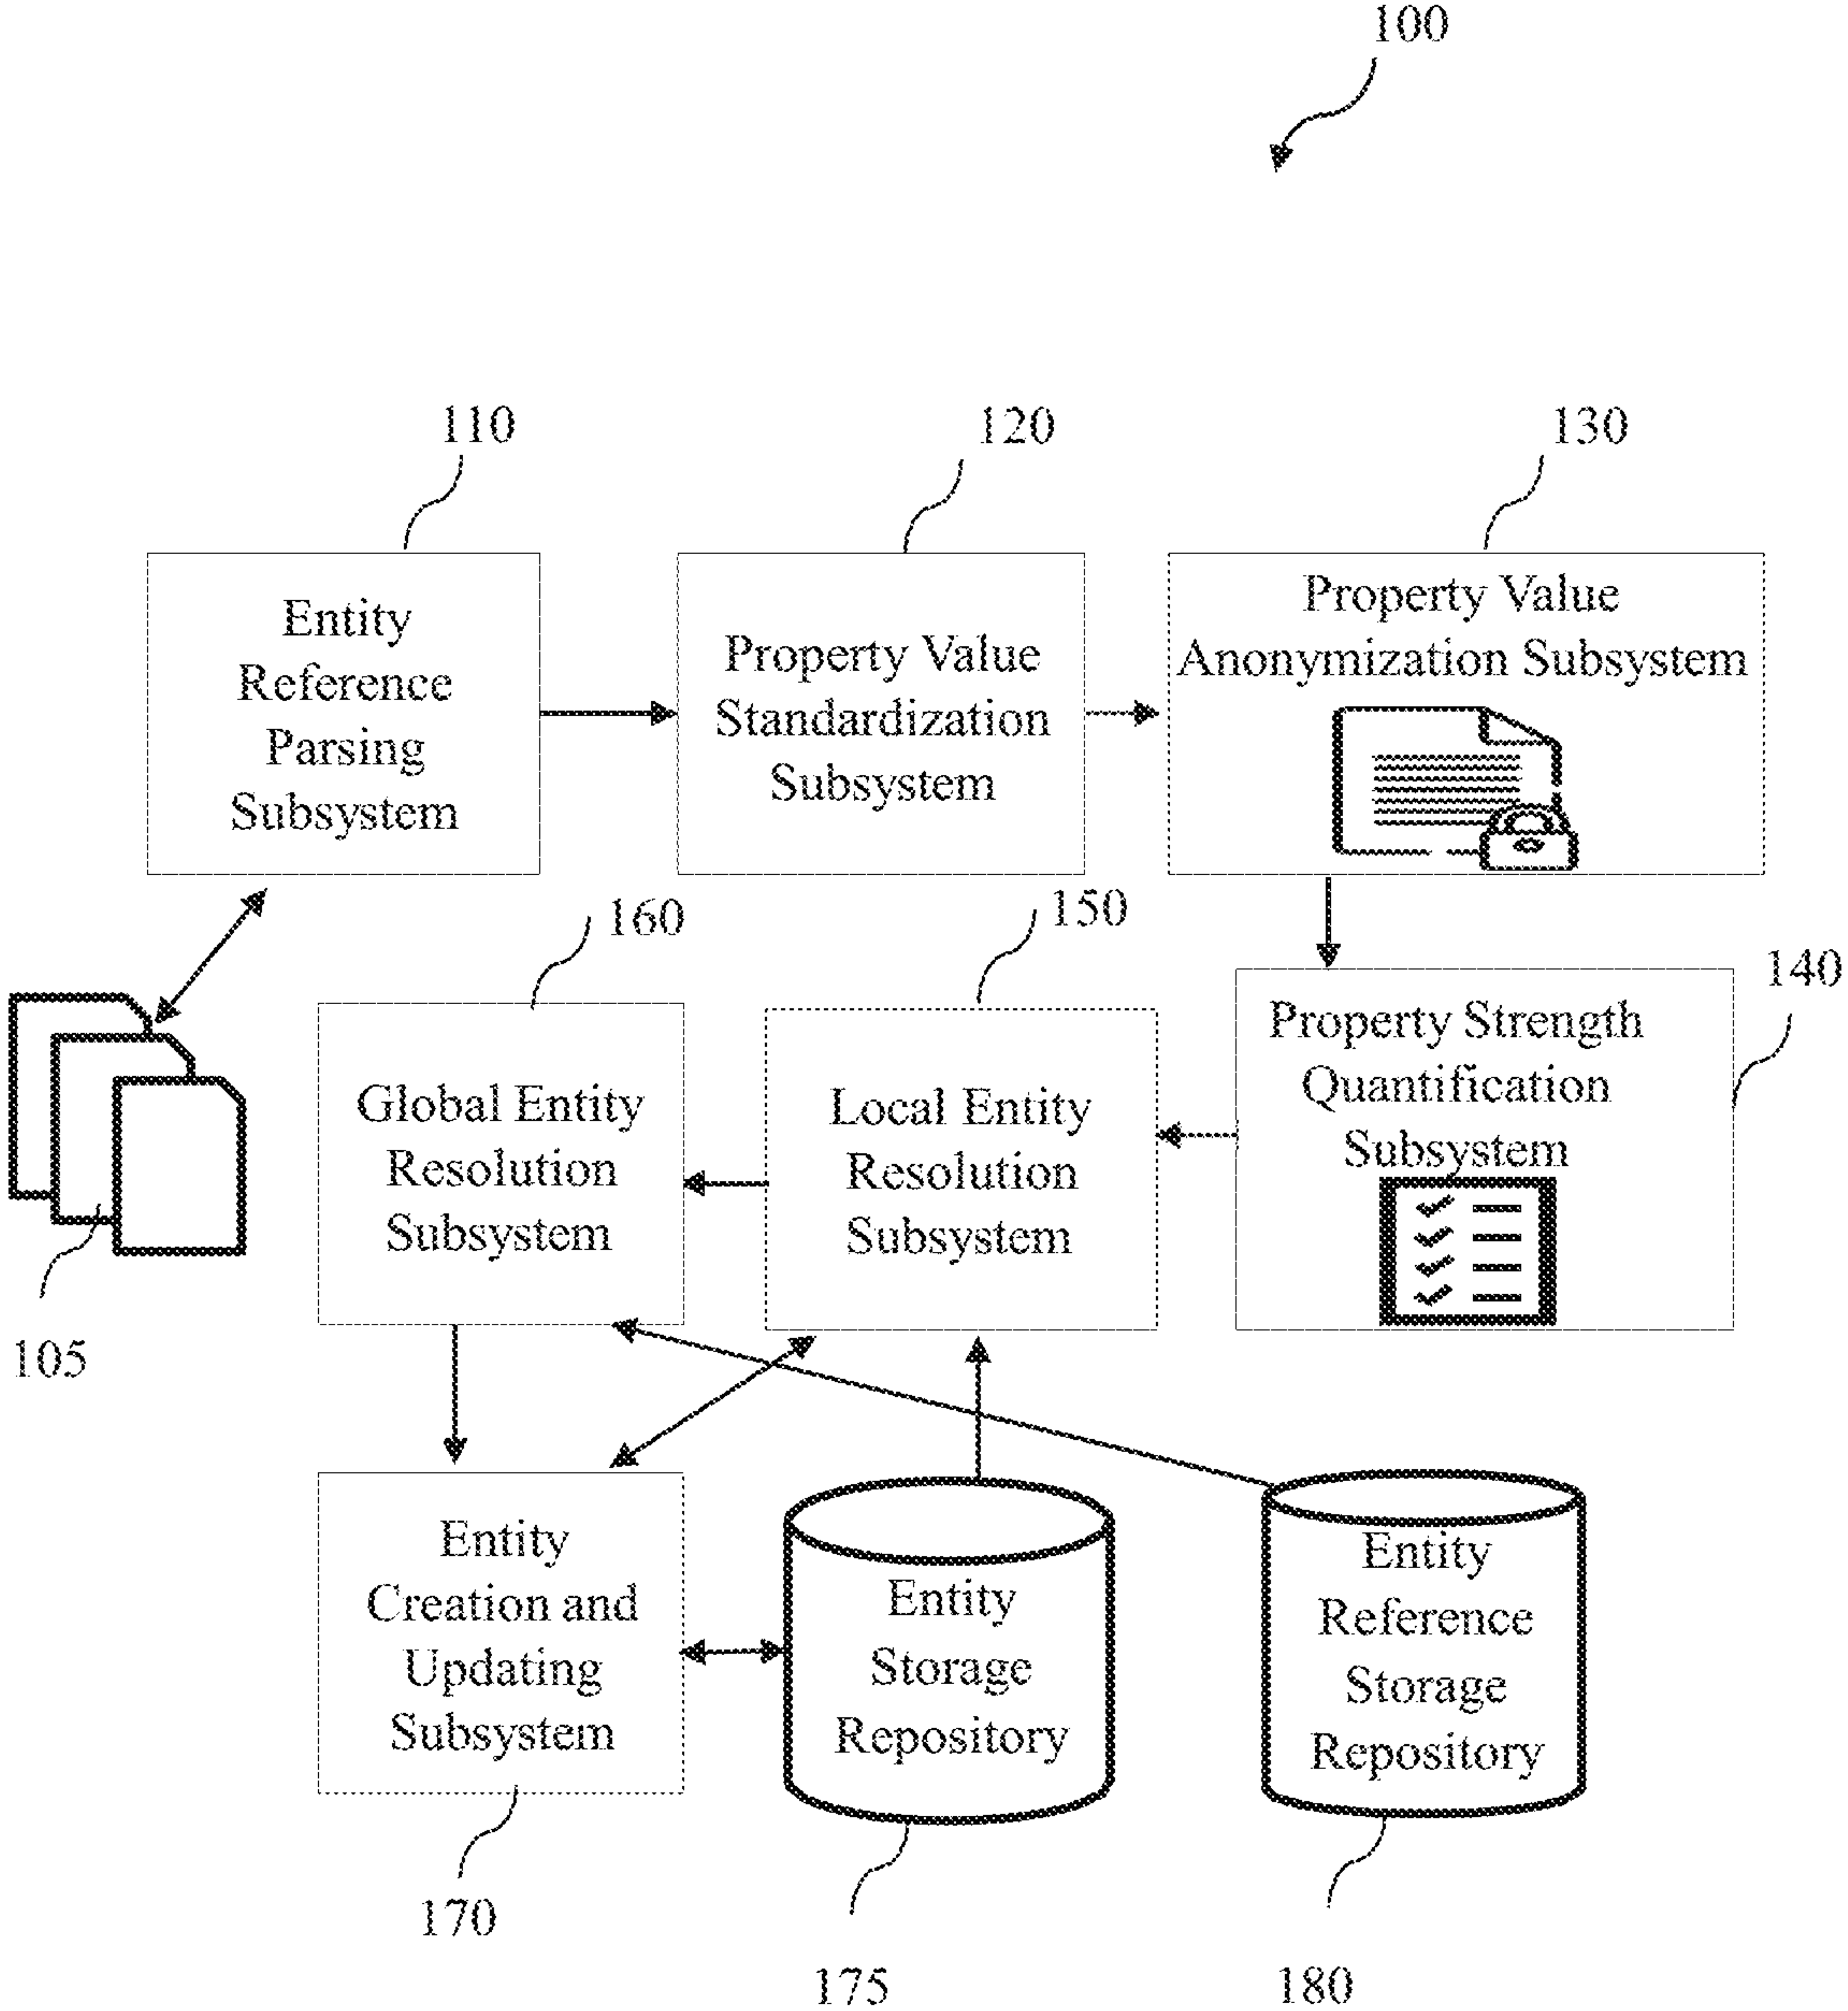 100
110
120
130
Entity
Reference
Parsing
Subsystem
Property Value
Standardization
Subsystem
Property Value
Anonymization Subsystem
160
150
140
Global Entity
Resolution
Subsystem
Local Entity
Resolution
Subsystem
Property Strength
Quantification
Subsystem
105
Entity
Creation and
Updating
Subsystem
Entity
Storage
Repository
Entity
Reference
Storage
Repository
170
175
180